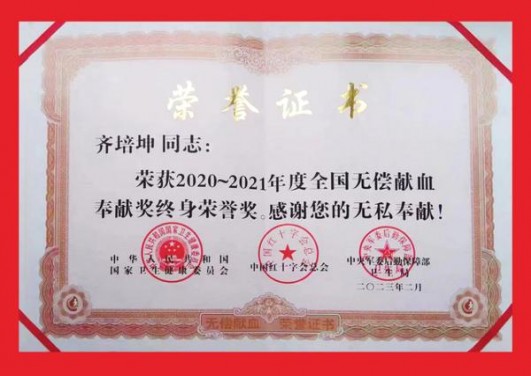 荣誉证书
齐培坤 同志：
荣获2020~2021年度全国无偿献血
奉献奖终身荣誉奖。感谢您的无私奉献！
中华人民共和国
国家卫生健康委员会
中国红十字会总会
中央军委后勤保障部
卫生局
二〇二三年二月
无偿献血 荣誉证书